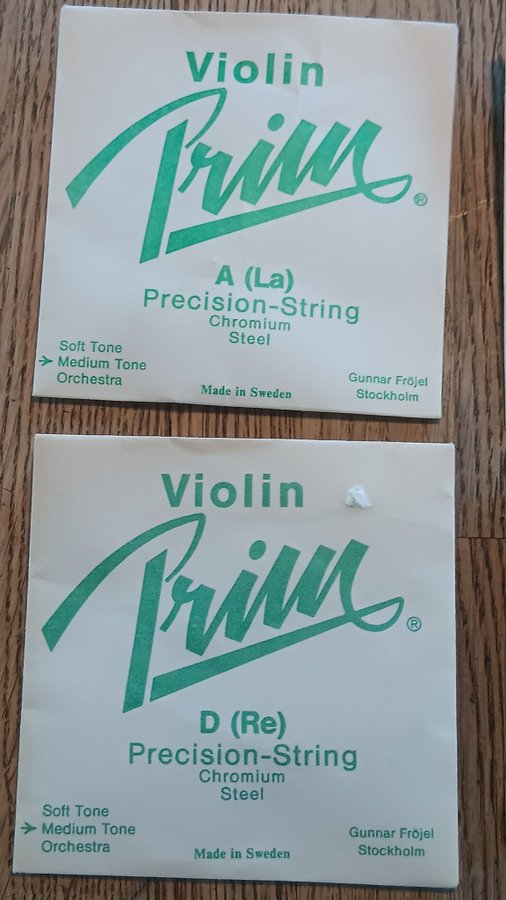 Violin
Prim®
A (La)
Precision-String
Chromium
Steel
Soft Tone
Medium Tone
Orchestra
Made in Sweden
Gunnar Fröjel
Stockholm
Violin
Prim®
D (Re)
Precision-String
Chromium
Steel
Soft Tone
Medium Tone
Orchestra
Made in Sweden
Gunnar Fröjel
Stockholm